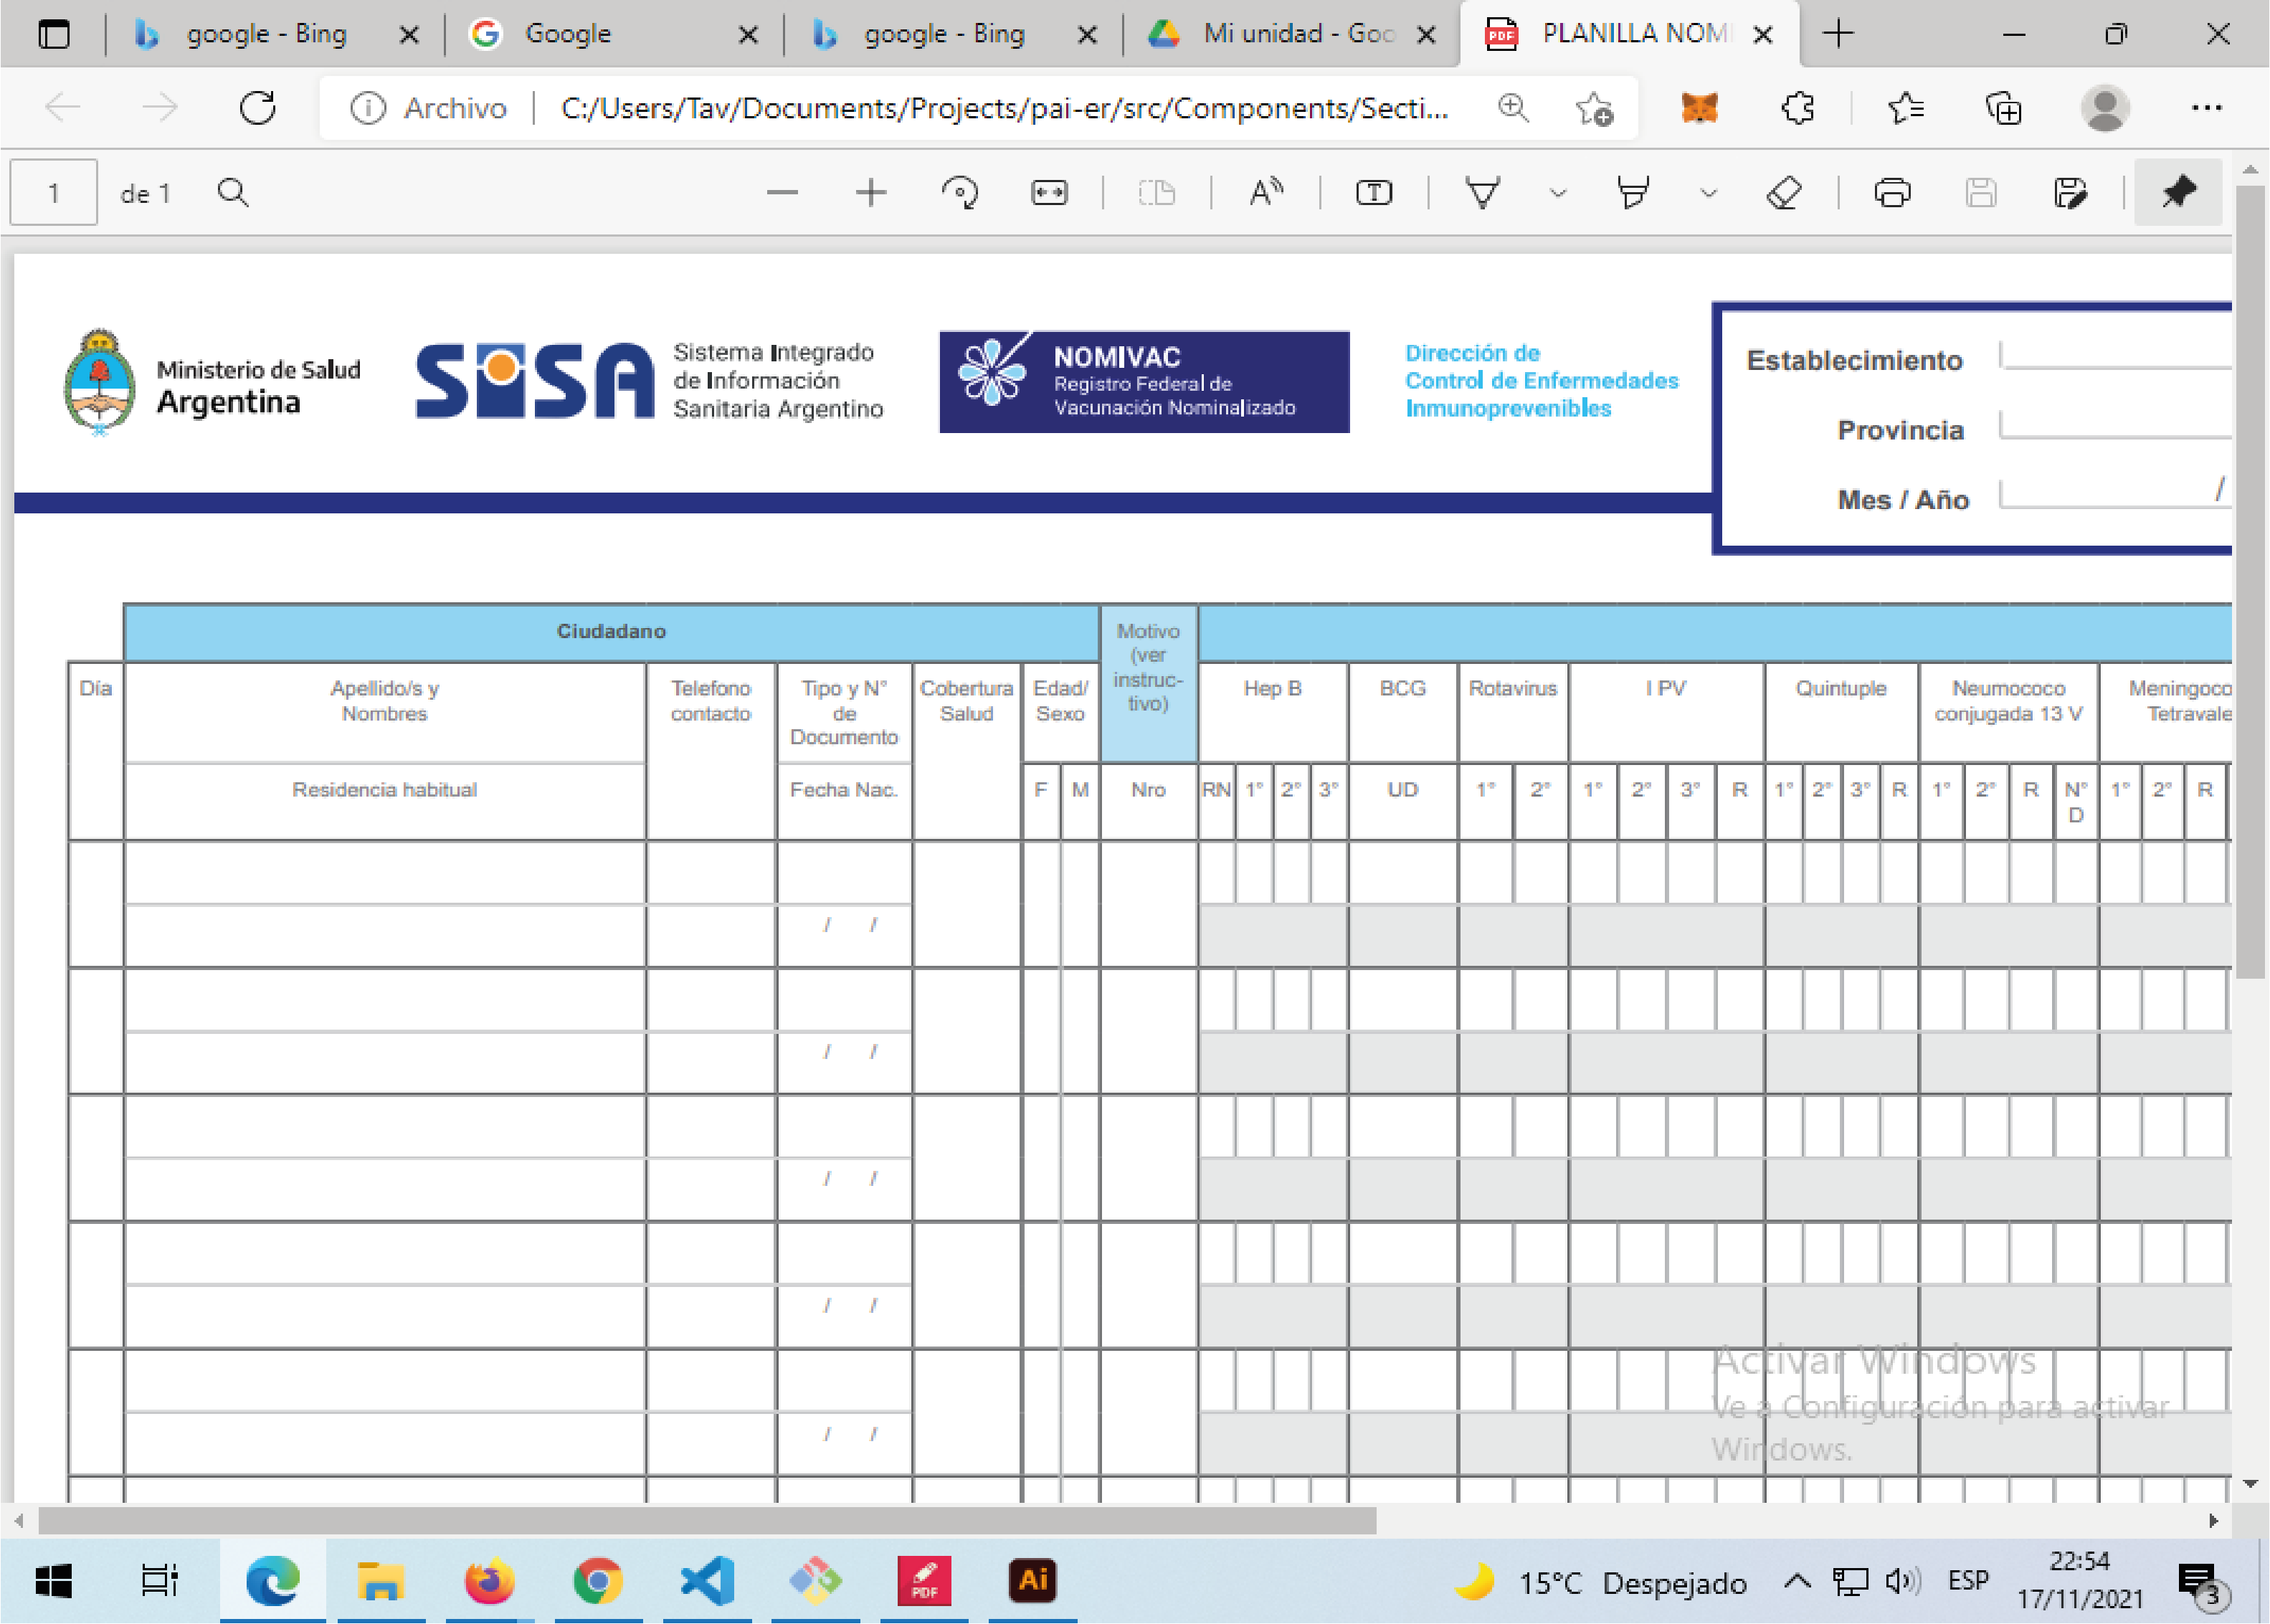 google - Bing
Google
google - Bing
Mi unidad - Goo
PLANILLA NOM
Archivo
C:/Users/Tav/Documents/Projects/pai-er/src/Components/Secti...
1 de 1
Ministerio de Salud
Argentina
SISA
Sistema Integrado
de Información
Sanitaria Argentino
NOMIVAC
Registro Federal de
Vacunación Nominalizado
Dirección de
Control de Enfermedades
Inmunoprevenibles
Establecimiento
Provincia
Mes / Año /
Ciudadano
Motivo
(ver
instruc-
tivo)
Día
Apellido/s y
Nombres
Telefono
contacto
Tipo y N°
de
Documento
Cobertura
Salud
Edad/
Sexo
Hep B
BCG
Rotavirus
I PV
Quintuple
Neumococo
conjugada 13 V
Meningoco
Tetravale
Residencia habitual
Fecha Nac.
F M
Nro
RN 1° 2° 3°
UD
1° 2°
1° 2° 3° R
1° 2° 3° R
1° 2° R N°
D
1° 2° R
/ /
/ /
/ /
/ /
/ /
Activar Windows
Ve a Configuración para activar
Windows.
PDF
Ai
15°C Despejado
ESP
22:54
17/11/2021
3